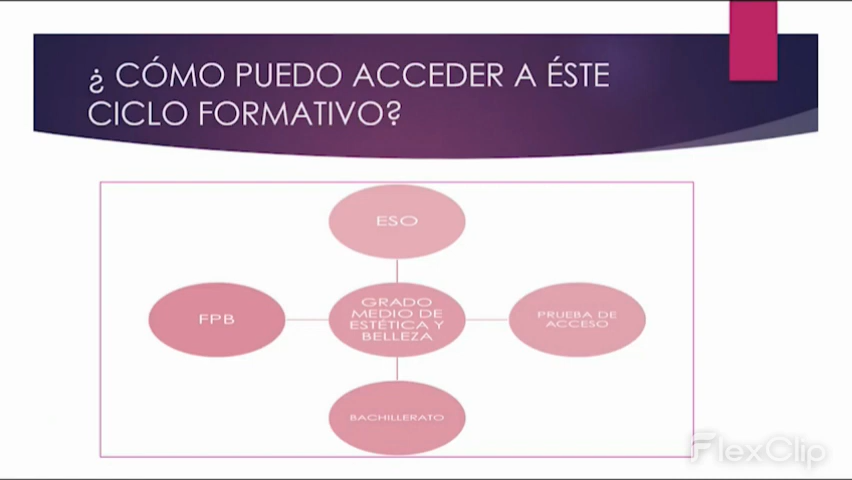 ¿ CÓMO PUEDO ACCEDER A ÉSTE
CICLO FORMATIVO?
ESO
FPB
GRADO
MEDIO DE
ESTÉTICA Y
BELLEZA
PRUEBA DE
ACCESO
BACHILLERATO
FlexClip